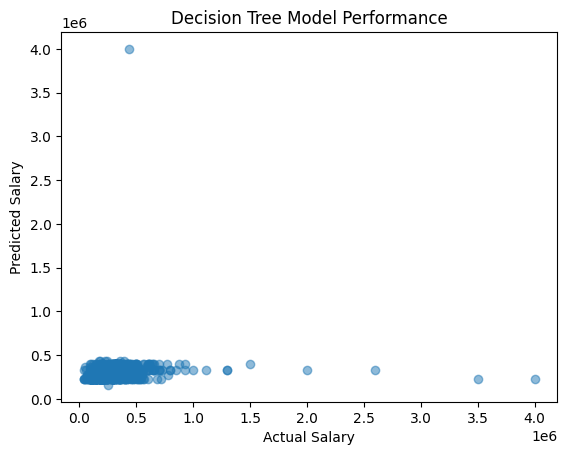 Decision Tree Model Performance
1e6
4.0
3.5
3.0
2.5
2.0
1.5
1.0
0.5
0.0
Predicted Salary
0.0 0.5 1.0 1.5 2.0 2.5 3.0 3.5 4.0
1e6
Actual Salary